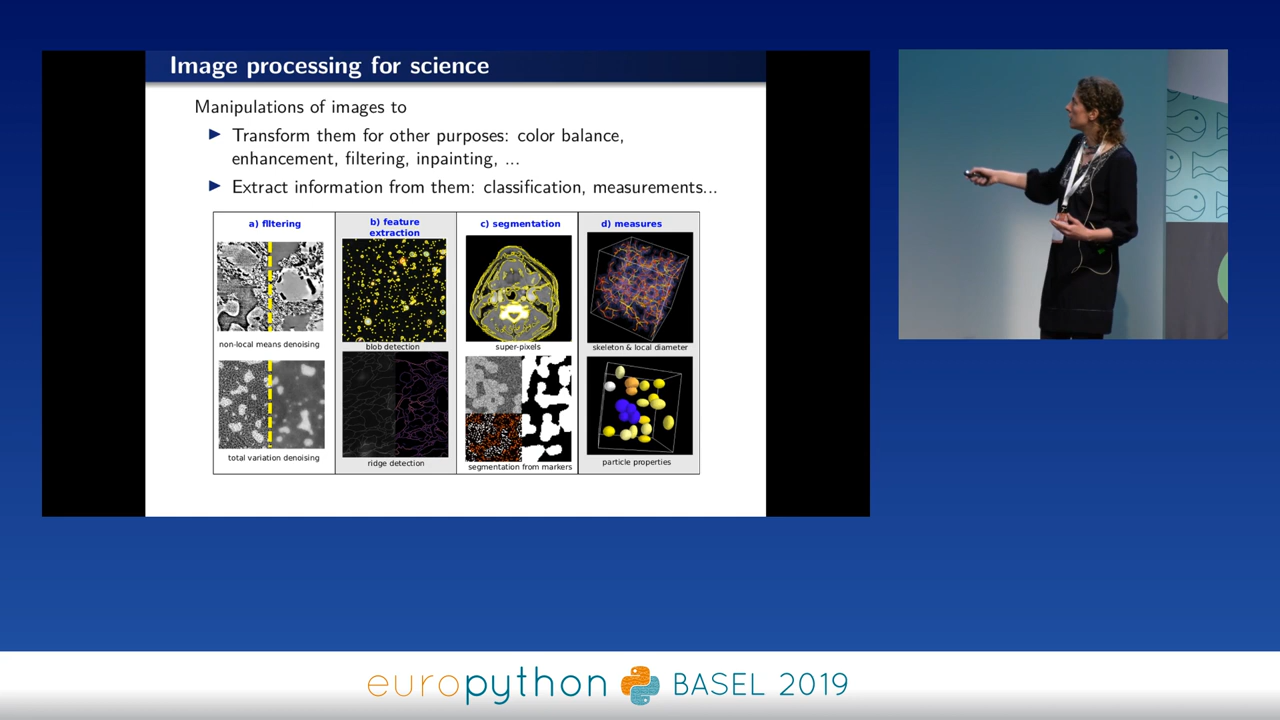 Image processing for science
Manipulations of images to
Transform them for other purposes: color balance,
enhancement, filtering, inpainting, ...
Extract information from them: classification, measurements...
a) filtering
b) feature
extraction
c) segmentation
d) measures
non-local means denoising
blob detection
super-pixels
skeleton & local diameter
total variation denoising
ridge detection
segmentation from markers
particle properties
europython BASEL 2019